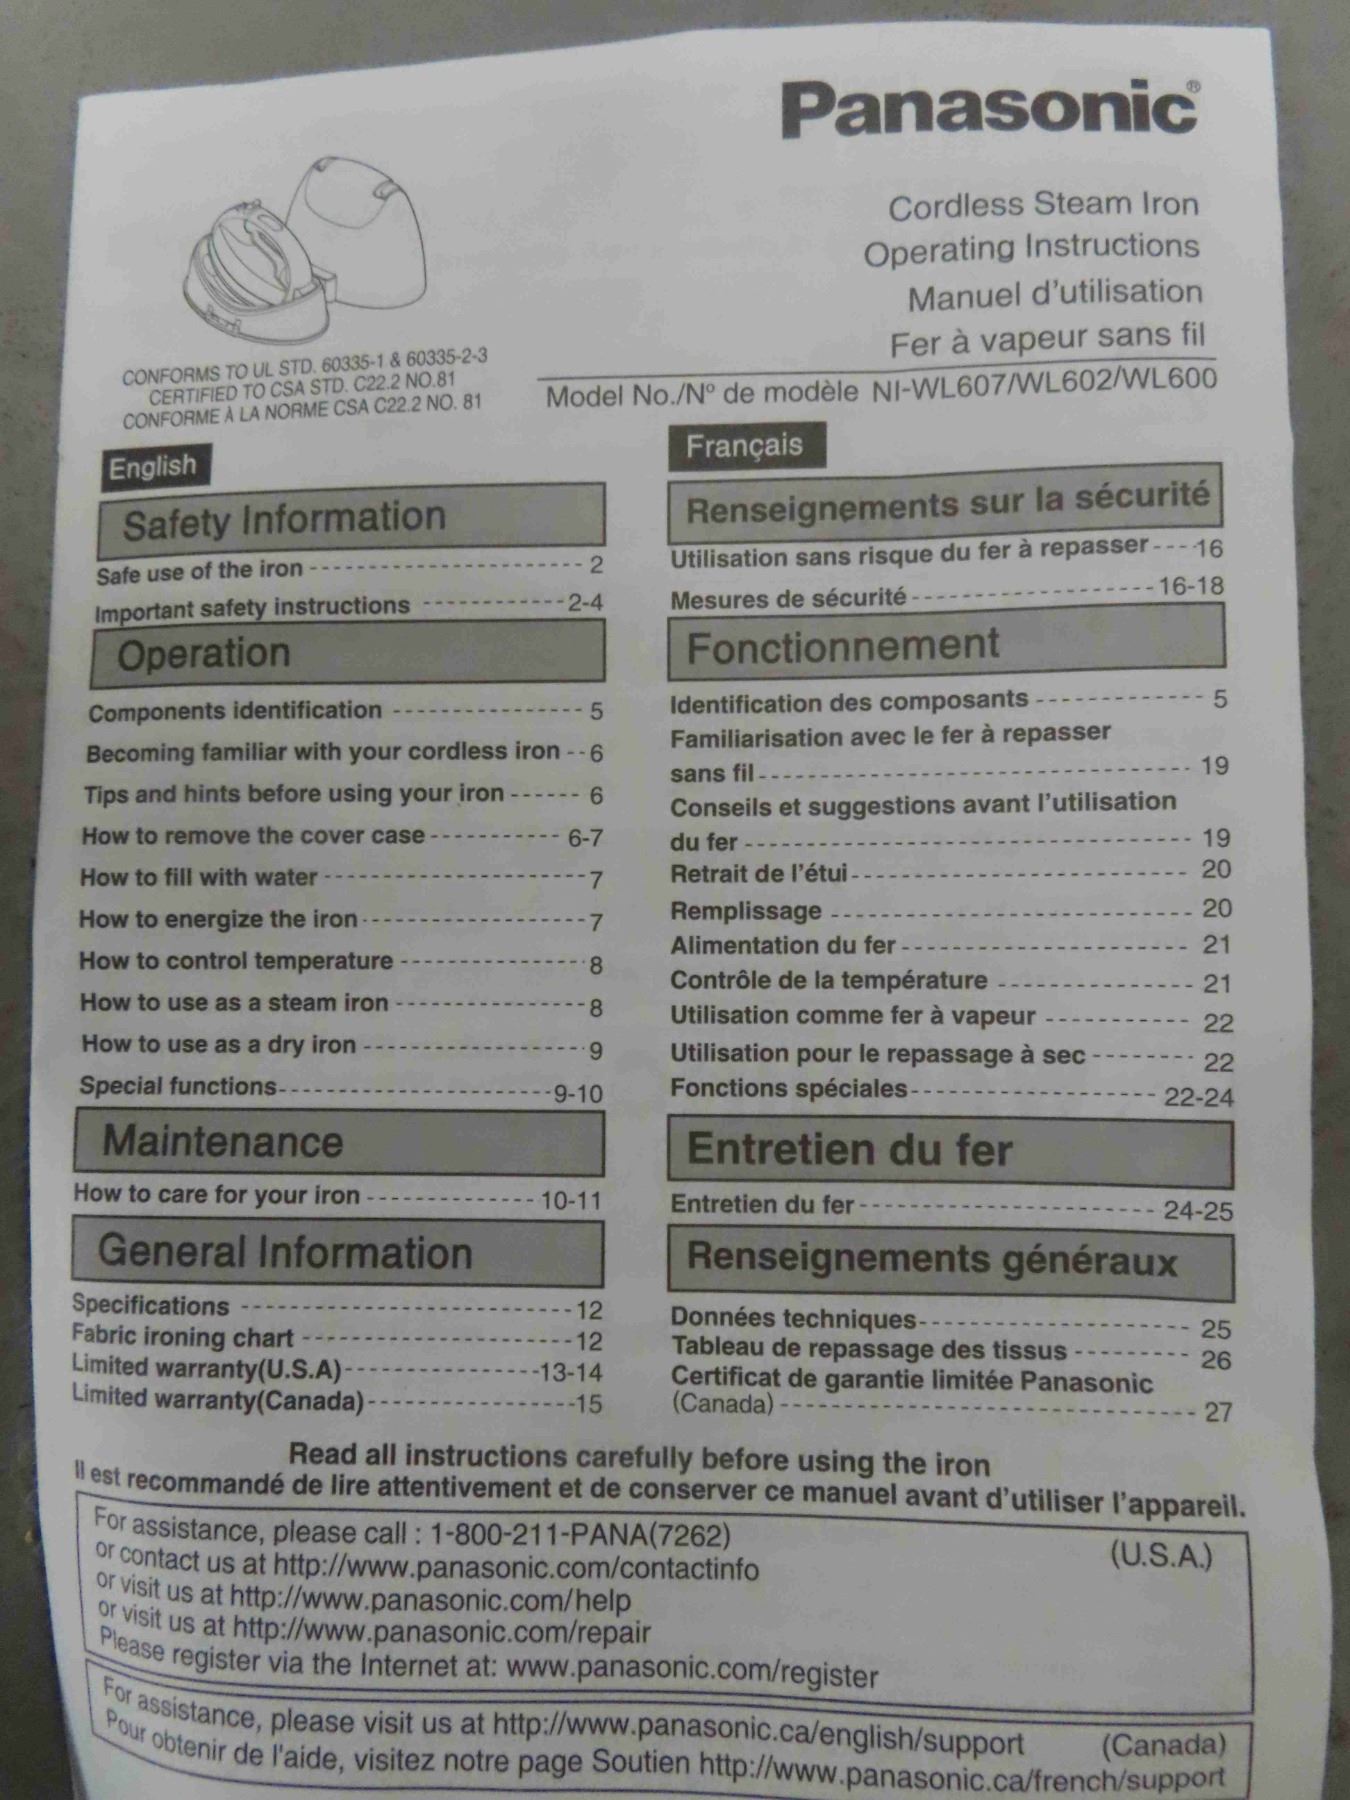 Panasonic®
Cordless Steam Iron
Operating Instructions
Manuel d'utilisation
Fer à vapeur sans fil
Model No./N° de modèle NI-WL607/WL602/WL600
CONFORMS TO UL STD. 60335-1 & 60335-2-3
CERTIFIED TO CSA STD. C22.2 NO.81
CONFORME À LA NORME CSA C22.2 NO. 81
English
Safety Information
Safe use of the iron ---------------------- 2
Important safety instructions ------------2-4
Operation
Components identification --------------- 5
Becoming familiar with your cordless iron --6
Tips and hints before using your iron ------ 6
How to remove the cover case----------- 6-7
How to fill with water ---------------------7
How to energize the iron------------------7
How to control temperature ---------------8
How to use as a steam iron ---------------8
How to use as a dry iron ------------------9
Special functions----------------------9-10
Maintenance
How to care for your iron -------------- 10-11
General Information
Specifications --------------------------12
Fabric ironing chart ---------------------12
Limited warranty(U.S.A)----------------13-14
Limited warranty(Canada)----------------15
Français
Renseignements sur la sécurité
Utilisation sans risque du fer à repasser----16
Mesures de sécurité------------------16-18
Fonctionnement
Identification des composants ------------- 5
Familiarisation avec le fer à repasser
sans fil------------------------------- 19
Conseils et suggestions avant l'utilisation
du fer -------------------------------- 19
Retrait de l'étui------------------------- 20
Remplissage --------------------------- 20
Alimentation du fer---------------------- 21
Contrôle de la température --------------- 21
Utilisation comme fer à vapeur ----------- 22
Utilisation pour le repassage à sec -------- 22
Fonctions spéciales------------------- 22-24
Entretien du fer
Entretien du fer----------------------- 24-25
Renseignements généraux
Données techniques--------------------- 25
Tableau de repassage des tissus --------- 26
Certificat de garantie limitée Panasonic
(Canada) ------------------------------ 27
Read all instructions carefully before using the iron
Il est recommandé de lire attentivement et de conserver ce manuel avant d'utiliser l'appareil.
For assistance, please call : 1-800-211-PANA(7262) (U.S.A.)
or contact us at http://www.panasonic.com/contactinfo
or visit us at http://www.panasonic.com/help
or visit us at http://www.panasonic.com/repair
Please register via the Internet at: www.panasonic.com/register
For assistance, please visit us at http://www.panasonic.ca/english/support (Canada)
Pour obtenir de l'aide, visitez notre page Soutien http://www.panasonic.ca/french/support